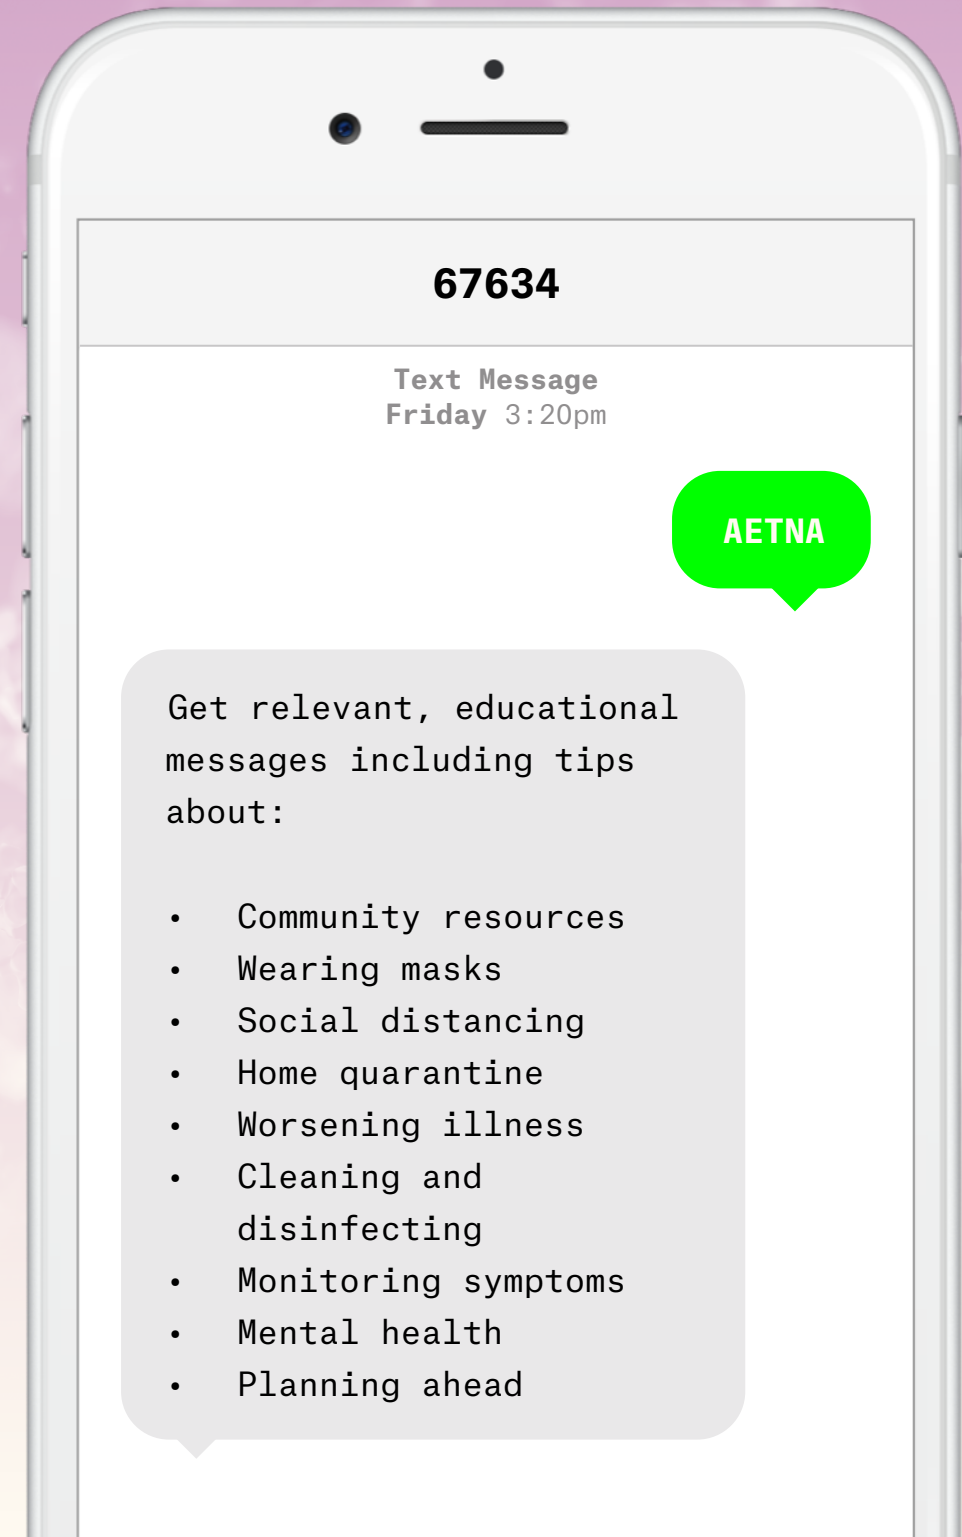 67634
Text Message
Friday 3:20pm
AETNA
Get relevant, educational
messages including tips
about:
• Community resources
• Wearing masks
• Social distancing
• Home quarantine
• Worsening illness
• Cleaning and
disinfecting
• Monitoring symptoms
• Mental health
• Planning ahead